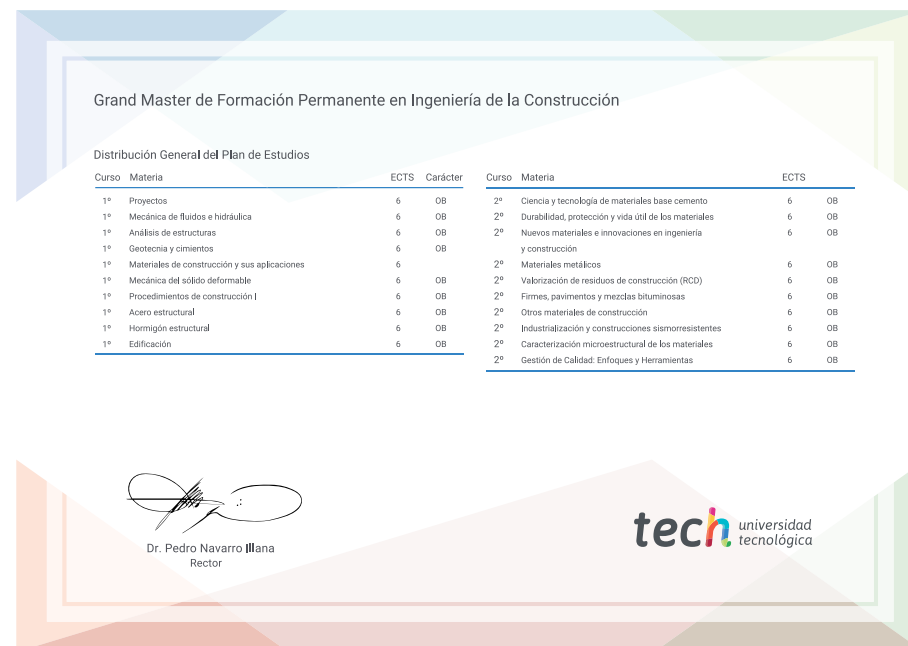 Grand Master de Formación Permanente en Ingeniería de la Construcción
Distribución General del Plan de Estudios
Curso Materia ECTS Carácter
1º Proyectos 6 OB
1º Mecánica de fluidos e hidráulica 6 OB
1º Análisis de estructuras 6 OB
1º Geotecnia y cimientos 6 OB
1º Materiales de construcción y sus aplicaciones 6
1º Mecánica del sólido deformable 6 OB
1º Procedimientos de construcción I 6 OB
1º Acero estructural 6 OB
1º Hormigón estructural 6 OB
1º Edificación 6 OB
Curso Materia ECTS
2º Ciencia y tecnología de materiales base cemento 6 OB
2º Durabilidad, protección y vida útil de los materiales 6 OB
2º Nuevos materiales e innovaciones en ingeniería 6 OB
y construcción
2º Materiales metálicos 6 OB
2º Valorización de residuos de construcción (RCD) 6 OB
2º Firmes, pavimentos y mezclas bituminosas 6 OB
2º Otros materiales de construcción 6 OB
2º Industrialización y construcciones sismorresistentes 6 OB
2º Caracterización microestructural de los materiales 6 OB
2º Gestión de Calidad: Enfoques y Herramientas 6 OB
Dr. Pedro Navarro Illana
Rector
tech universidad
tecnológica